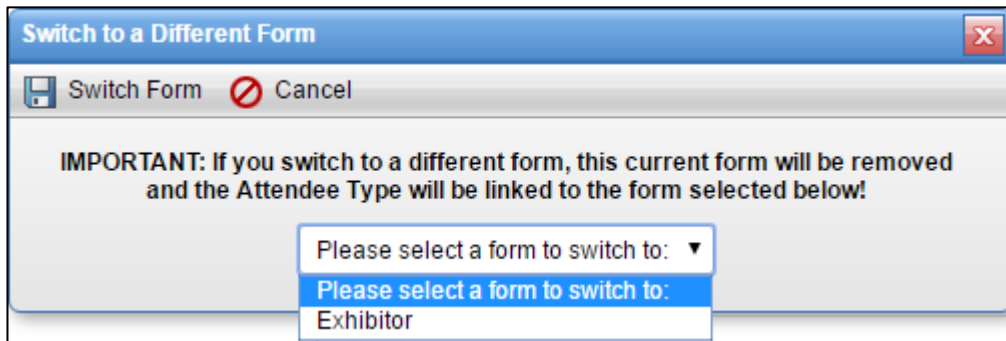 Switch to a Different Form
Switch Form Cancel
IMPORTANT: If you switch to a different form, this current form will be removed
and the Attendee Type will be linked to the form selected below!
Please select a form to switch to:
Please select a form to switch to:
Exhibitor